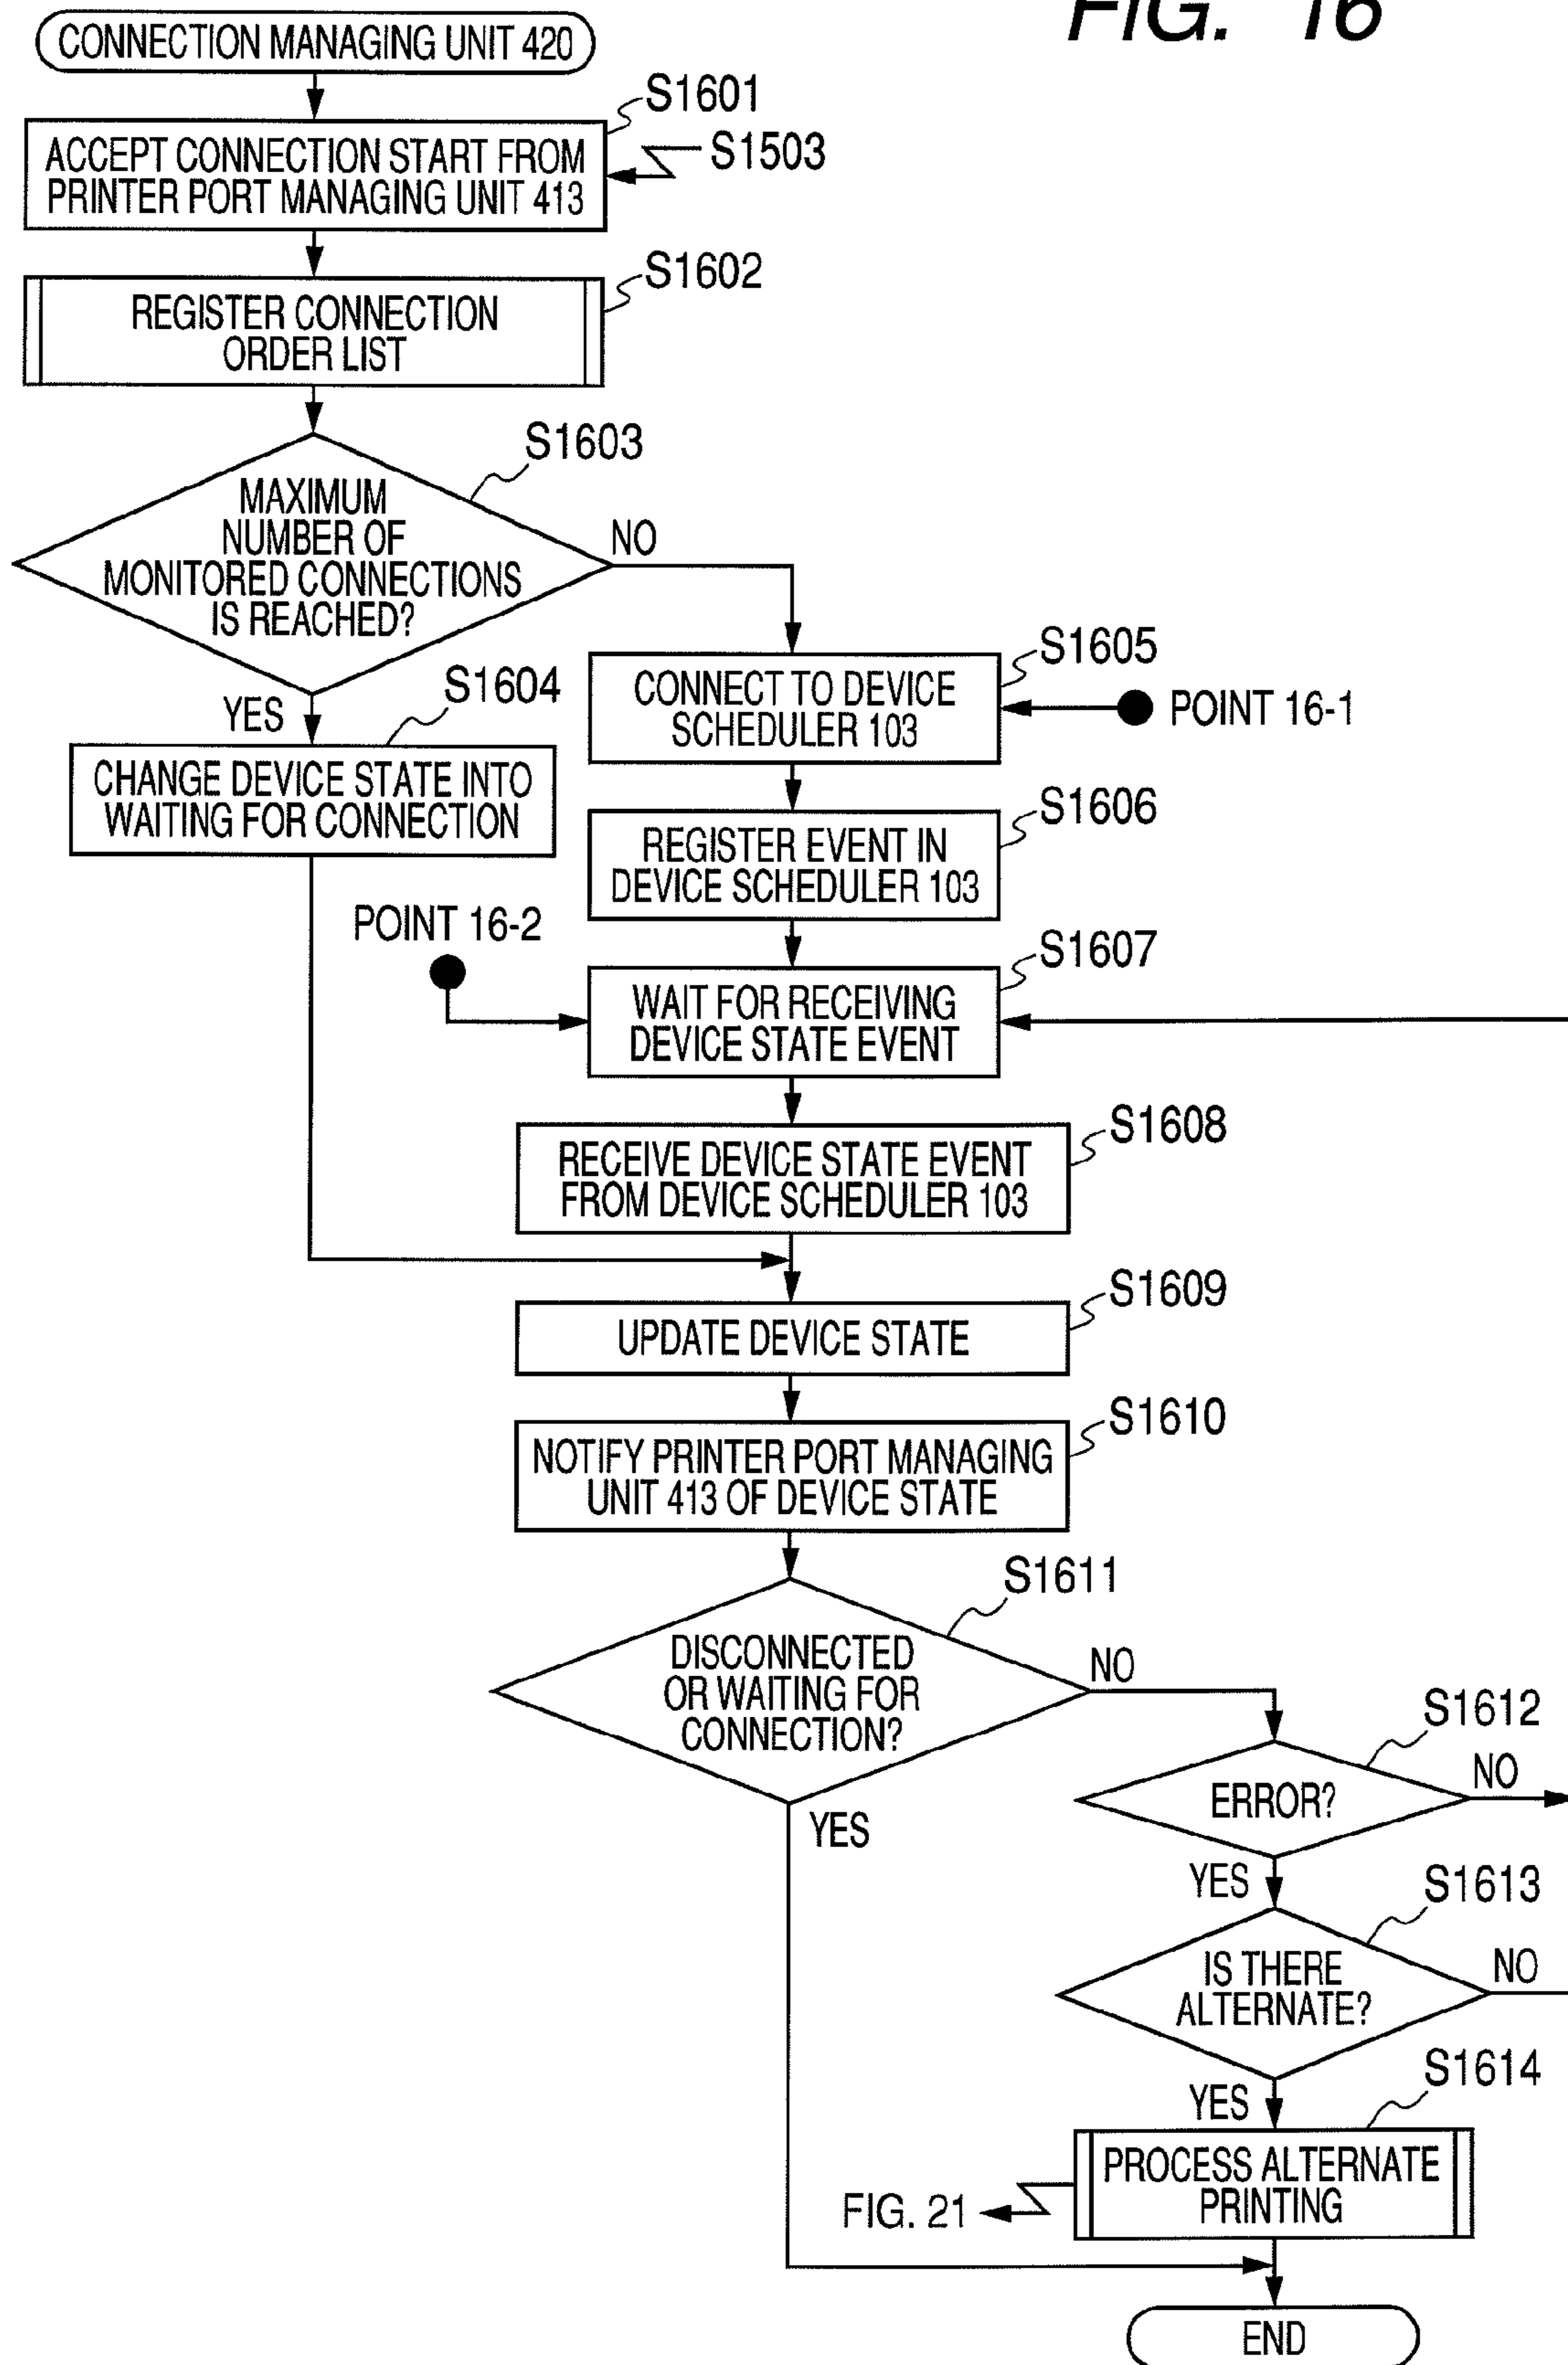 FIG. 16
CONNECTION MANAGING UNIT 420
S1601
ACCEPT CONNECTION START FROM
PRINTER PORT MANAGING UNIT 413
S1503
S1602
REGISTER CONNECTION
ORDER LIST
S1603
MAXIMUM
NUMBER OF
MONITORED CONNECTIONS
IS REACHED?
NO
YES
S1604
CHANGE DEVICE STATE INTO
WAITING FOR CONNECTION
S1605
CONNECT TO DEVICE
SCHEDULER 103
POINT 16-1
S1606
REGISTER EVENT IN
DEVICE SCHEDULER 103
POINT 16-2
S1607
WAIT FOR RECEIVING
DEVICE STATE EVENT
S1608
RECEIVE DEVICE STATE EVENT
FROM DEVICE SCHEDULER 103
S1609
UPDATE DEVICE STATE
S1610
NOTIFY PRINTER PORT MANAGING
UNIT 413 OF DEVICE STATE
S1611
DISCONNECTED
OR WAITING FOR
CONNECTION?
NO
YES
S1612
ERROR?
NO
YES
S1613
IS THERE
ALTERNATE?
NO
YES
S1614
PROCESS ALTERNATE
PRINTING
FIG. 21
END